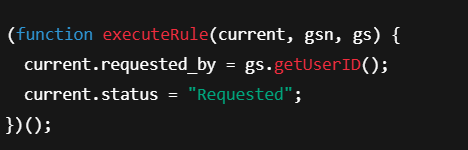 (function executeRule(current, gsn, gs) {
  current.requested_by = gs.getUserID();
  current.status = "Requested";
})();